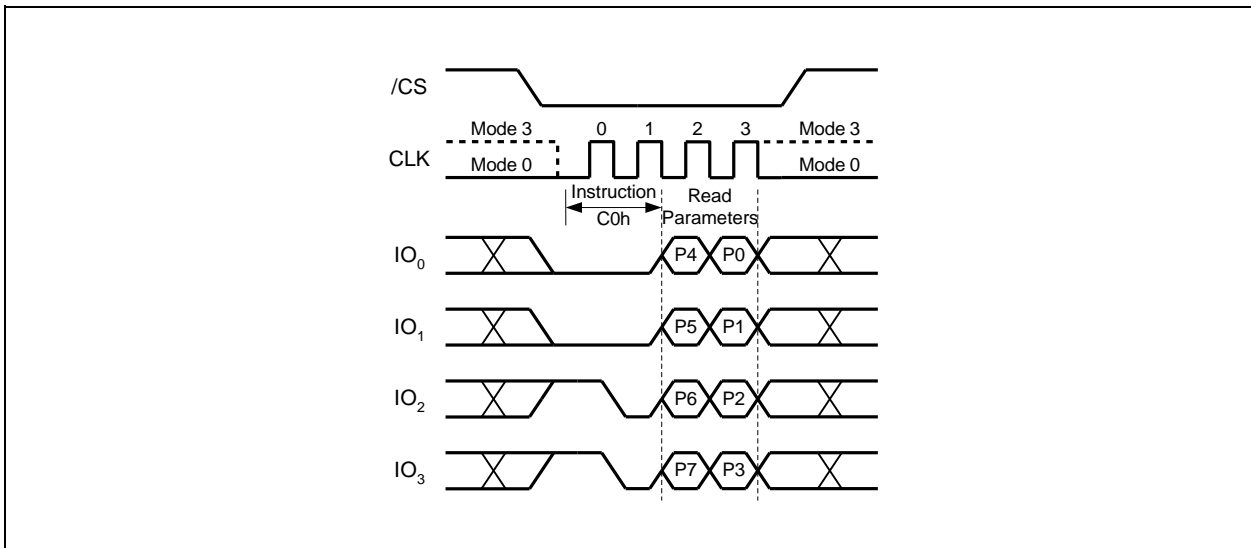 /CS
0 1 2 3
Mode 3 Mode 3
CLK
Mode 0 Mode 0
Instruction Read
C0h Parameters
IO0 P4 P0
IO1 P5 P1
IO2 P6 P2
IO3 P7 P3